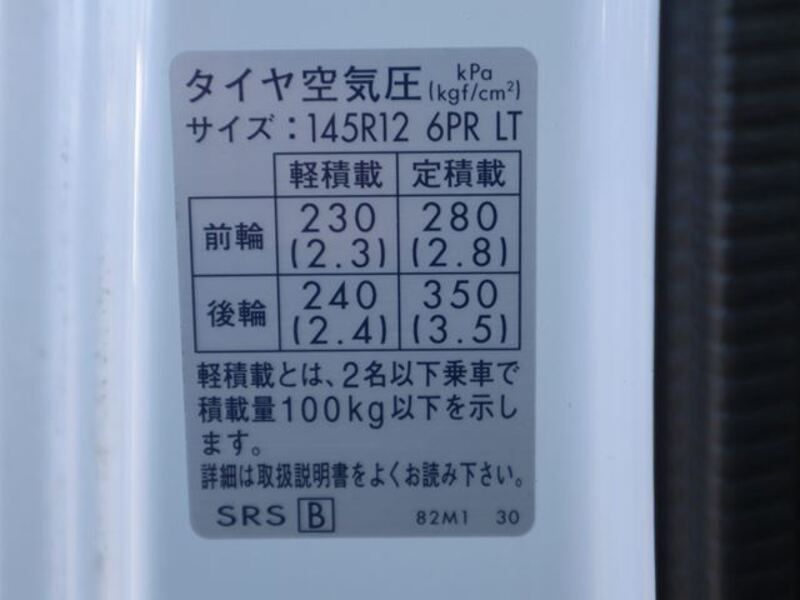 タイヤ空気圧 kPa
(kgf/cm²)
サイズ：145R12 6PR LT
軽積載 定積載
前輪 230 280
(2.3) (2.8)
後輪 240 350
(2.4) (3.5)
軽積載とは、2名以下乗車で
積載量100kg以下を示し
ます。
詳細は取扱説明書をよくお読み下さい。
SRS B 82M1 30